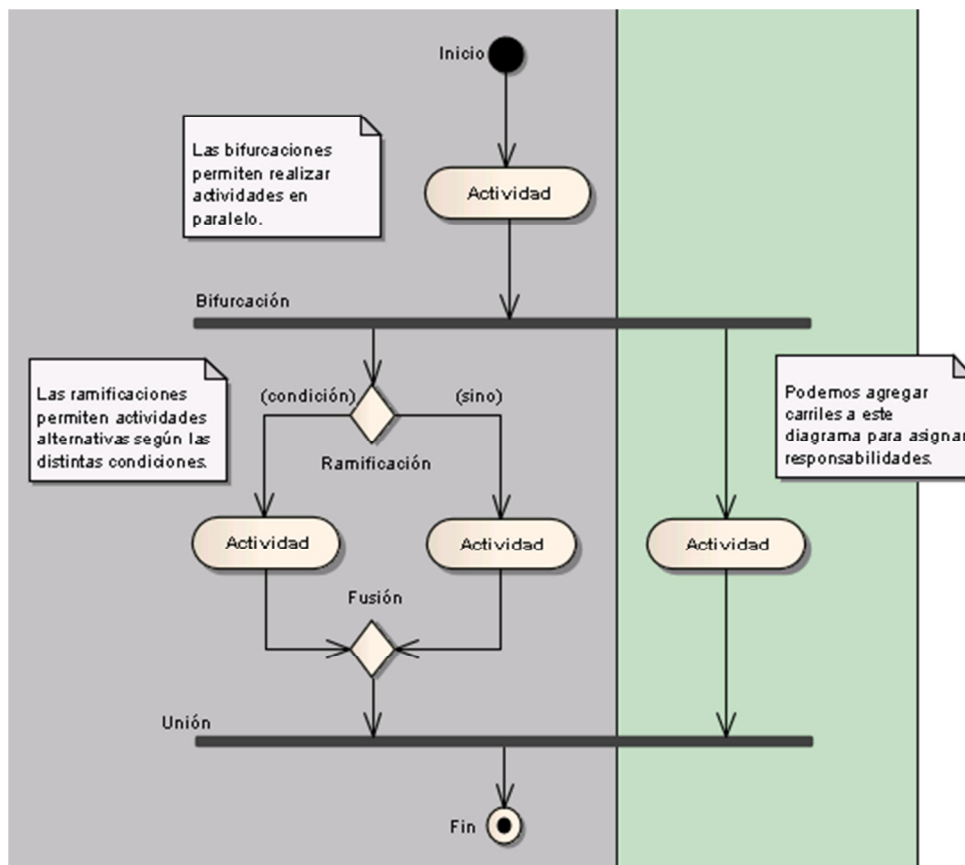 Inicio
Las bifurcaciones
permiten realizar
actividades en
paralelo.
Actividad
Bifurcación
Las ramificaciones
permiten actividades
alternativas según las
distintas condiciones.
(condición)
(sino)
Ramificación
Podemos agregar
carriles a este
diagrama para asignar
responsabilidades.
Actividad
Actividad
Actividad
Fusión
Unión
Fin